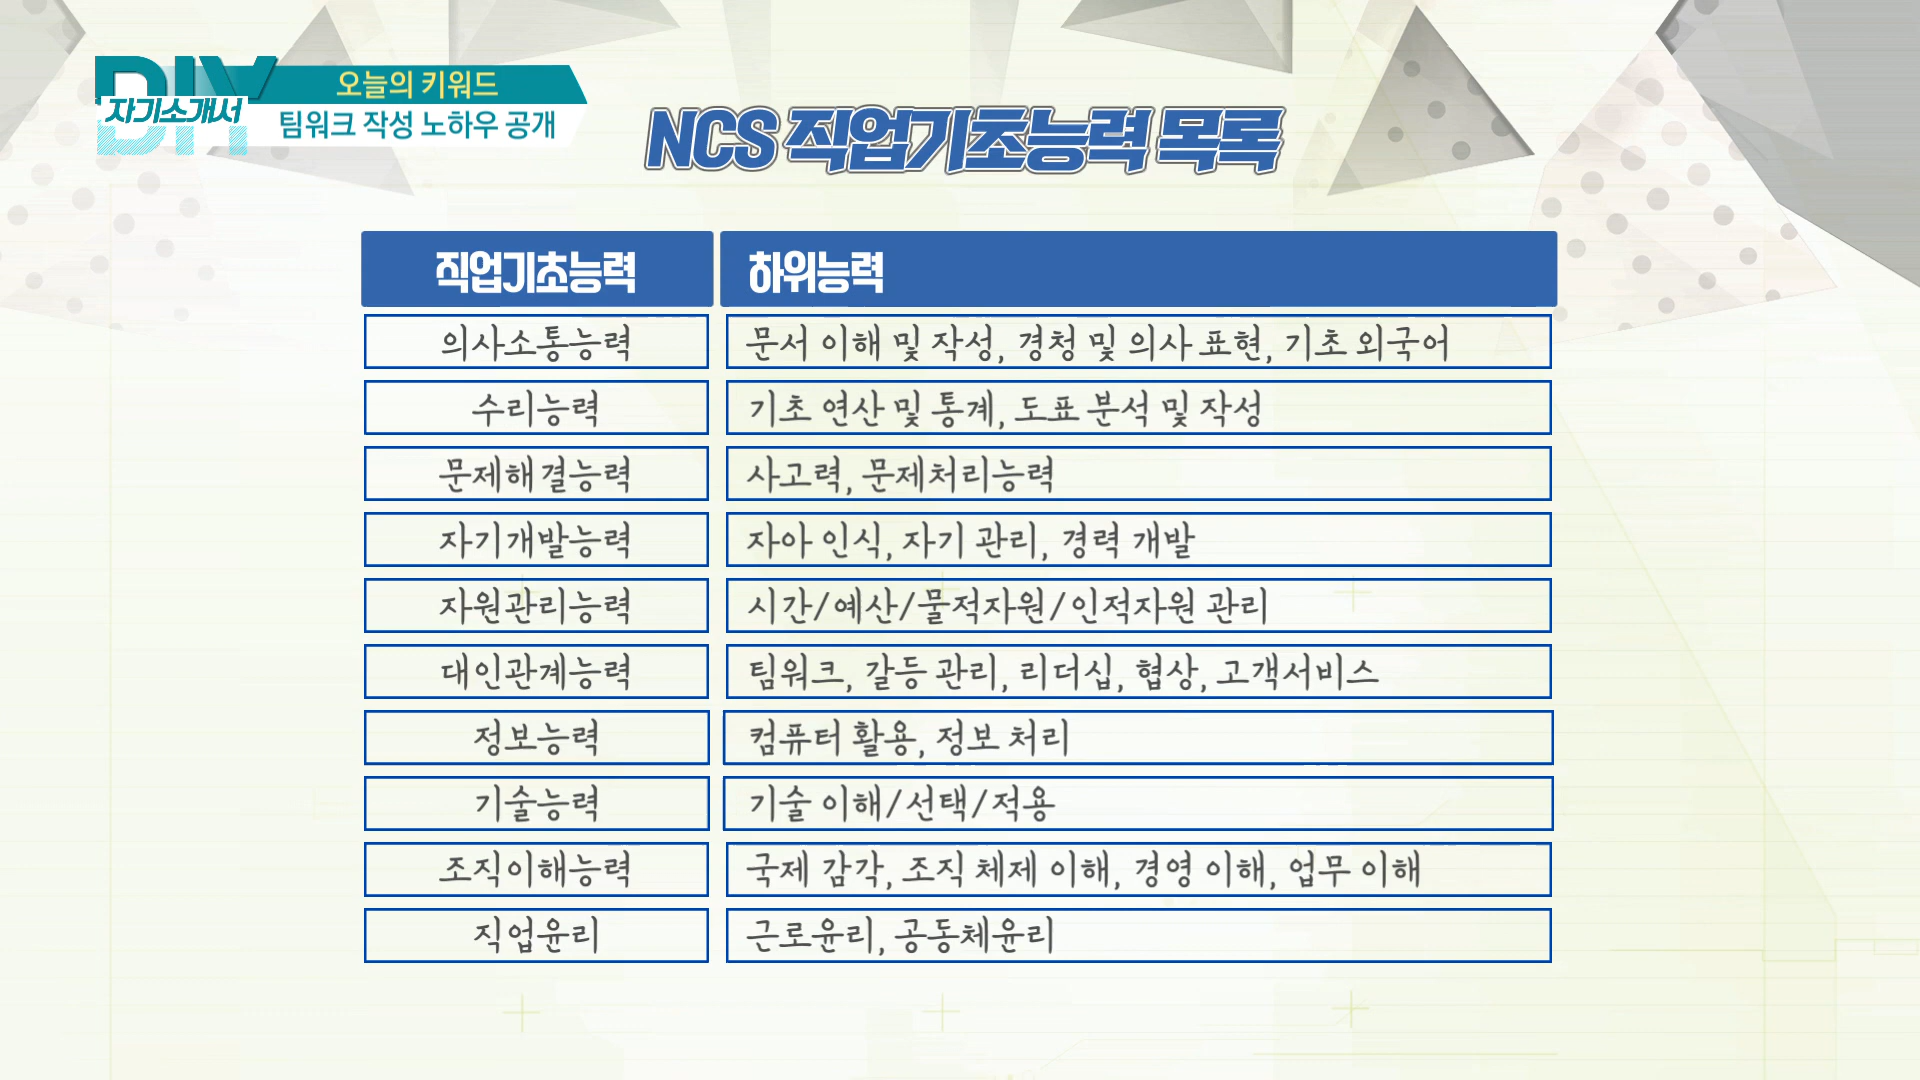 DIY
자기소개서
오늘의 키워드
팀워크 작성 노하우 공개
NCS 직업기초능력 목록
직업기초능력 하위능력
의사소통능력 문서 이해 및 작성, 경청 및 의사 표현, 기초 외국어
수리능력 기초 연산 및 통계, 도표 분석 및 작성
문제해결능력 사고력, 문제처리능력
자기개발능력 자아 인식, 자기 관리, 경력 개발
자원관리능력 시간/예산/물적자원/인적자원 관리
대인관계능력 팀워크, 갈등 관리, 리더십, 협상, 고객서비스
정보능력 컴퓨터 활용, 정보 처리
기술능력 기술 이해/선택/적용
조직이해능력 국제 감각, 조직 체제 이해, 경영 이해, 업무 이해
직업윤리 근로윤리, 공동체윤리